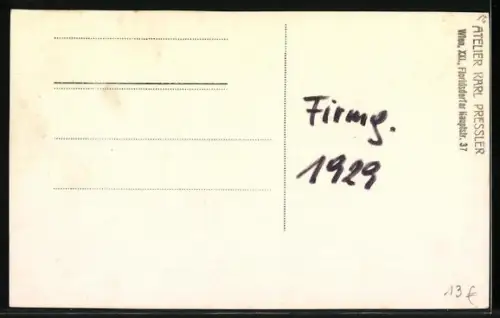 ATELIER KARL PRESSLER
Wien, XXI., Floridsdorfer Hauptstr. 37
Firmg.
1929
13 €